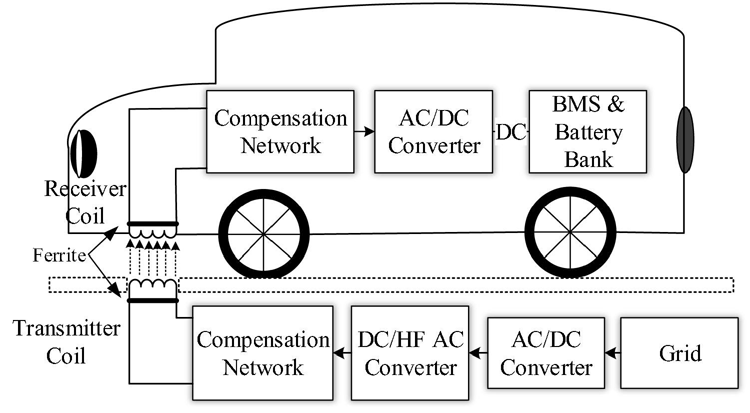 Compensation
Network
AC/DC
Converter
DC
BMS &
Battery
Bank
Receiver
Coil
Ferrite
Transmitter
Coil
Compensation
Network
DC/HF AC
Converter
AC/DC
Converter
Grid